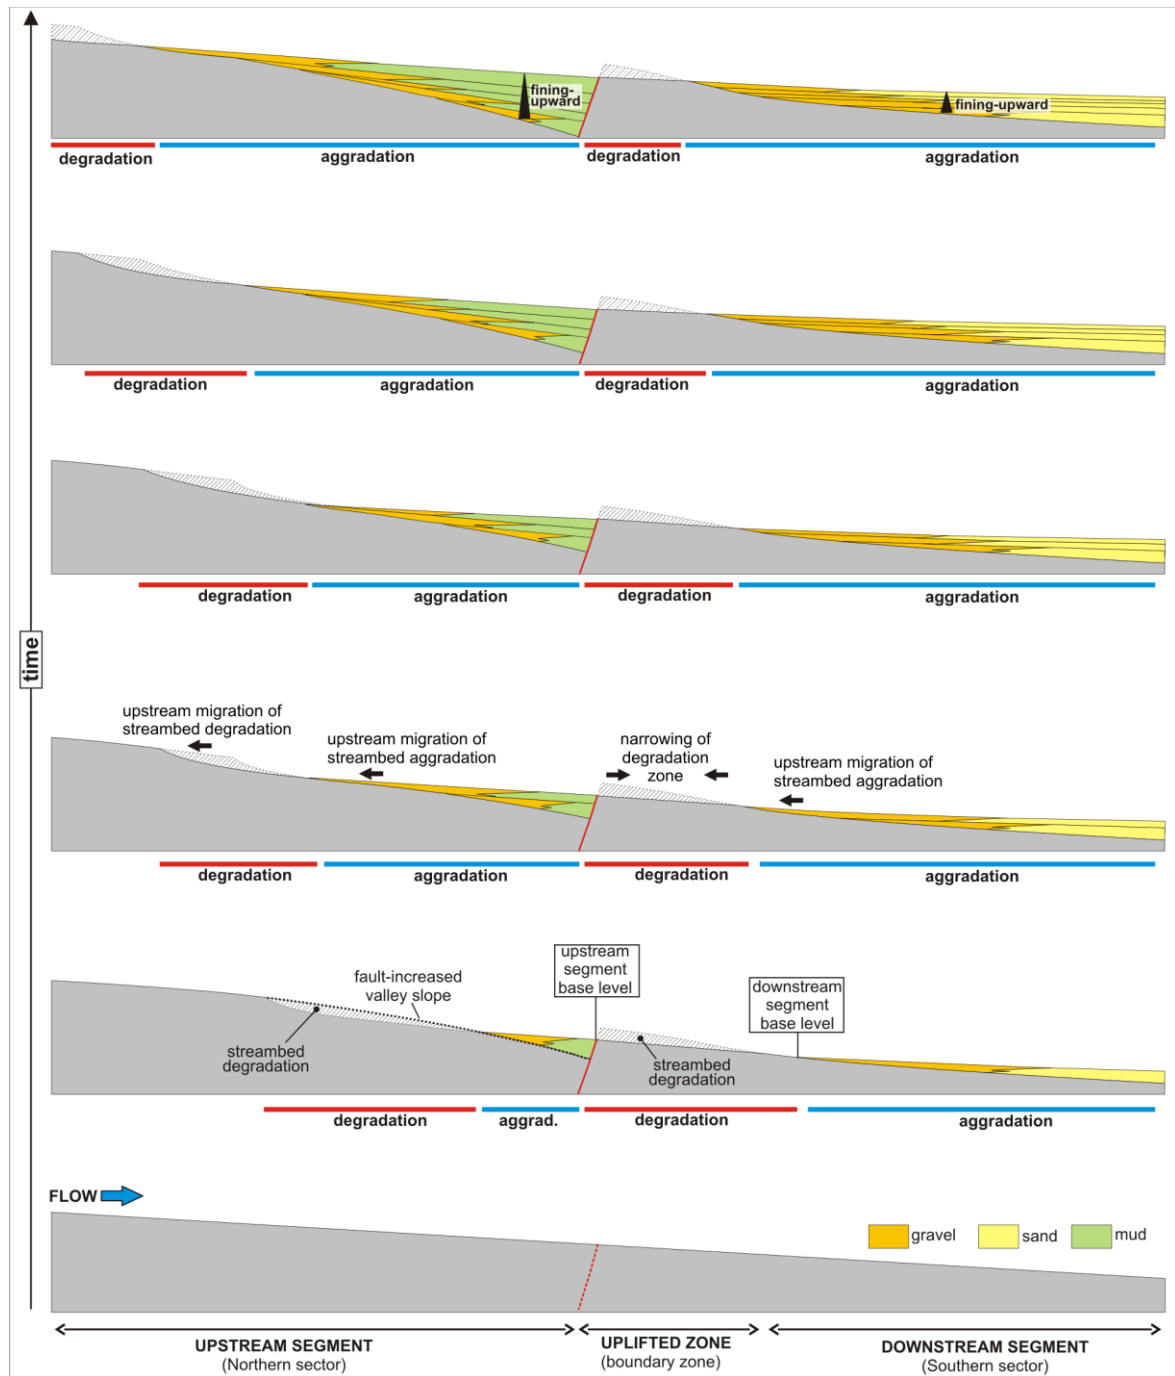 fining-
upward
fining-upward
degradation
aggradation
degradation
aggradation
degradation
aggradation
degradation
aggradation
degradation
aggradation
degradation
aggradation
time
upstream migration of
streambed degradation
upstream migration of
streambed aggradation
narrowing of
degradation
zone
upstream migration of
streambed aggradation
degradation
aggradation
degradation
aggradation
fault-increased
valley slope
upstream
segment
base level
downstream
segment
base level
streambed
degradation
streambed
degradation
degradation
aggrad.
degradation
aggradation
FLOW
gravel
sand
mud
UPSTREAM SEGMENT
(Northern sector)
UPLIFTED ZONE
(boundary zone)
DOWNSTREAM SEGMENT
(Southern sector)